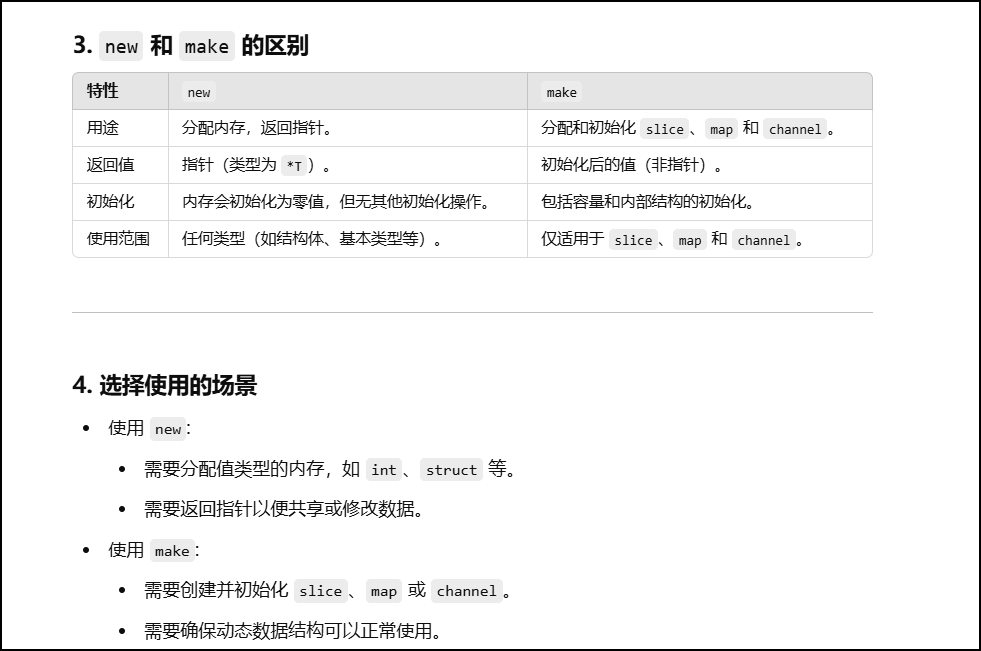 3. new 和 make 的区别
特性 new make
用途 分配内存，返回指针。 分配和初始化 slice、map 和 channel。
返回值 指针（类型为 *T）。 初始化后的值（非指针）。
初始化 内存会初始化为零值，但无其他初始化操作。 包括容量和内部结构的初始化。
使用范围 任何类型（如结构体、基本类型等）。 仅适用于 slice、map 和 channel。
4. 选择使用的场景
• 使用 new：
• 需要分配值类型的内存，如 int、struct 等。
• 需要返回指针以便共享或修改数据。
• 使用 make：
• 需要创建并初始化 slice、map 或 channel。
• 需要确保动态数据结构可以正常使用。